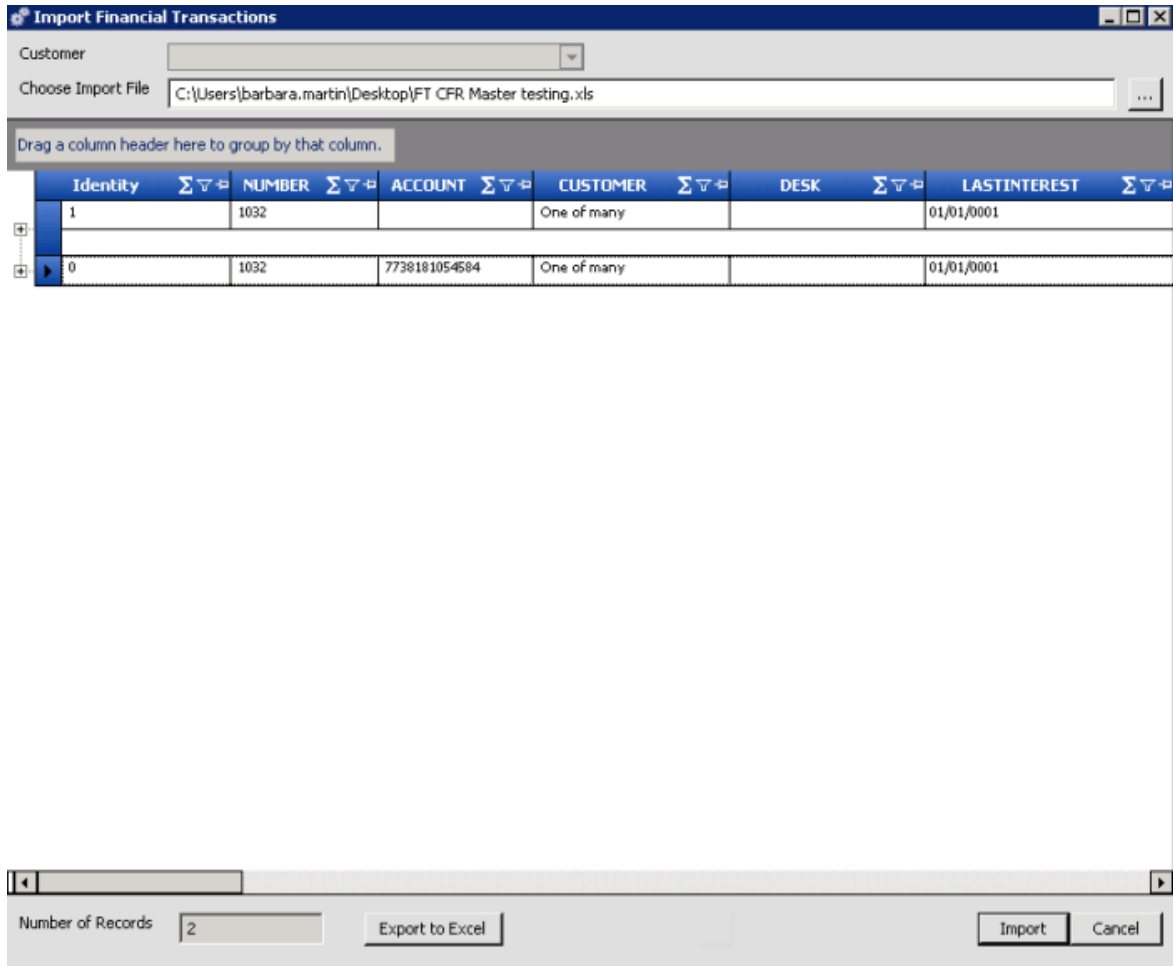 Import Financial Transactions
Customer
Choose Import File C:\Users\barbara.martin\Desktop\FT CFR Master testing.xls ...
Drag a column header here to group by that column.
Identity NUMBER ACCOUNT CUSTOMER DESK LASTINTEREST
1 1032 One of many 01/01/0001
0 1032 7738181054584 One of many 01/01/0001
Number of Records 2 Export to Excel Import Cancel